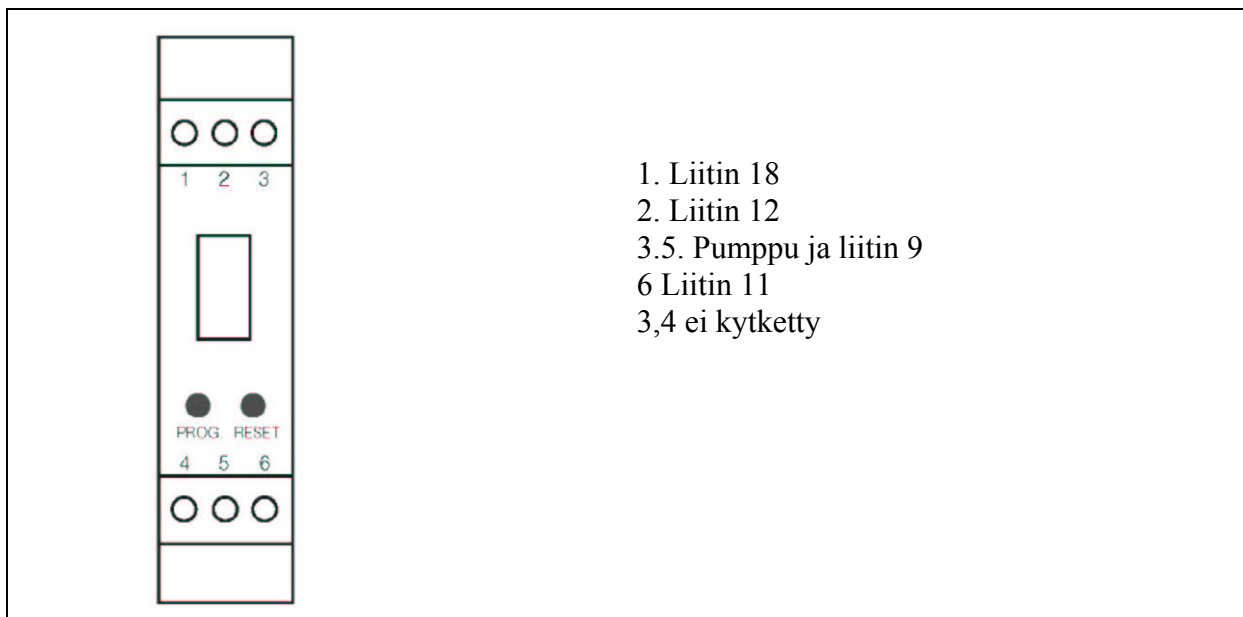 1 2 3
PROG. RESET
4 5 6
1. Liitin 18
2. Liitin 12
3.5. Pumppu ja liitin 9
6 Liitin 11
3,4 ei kytketty